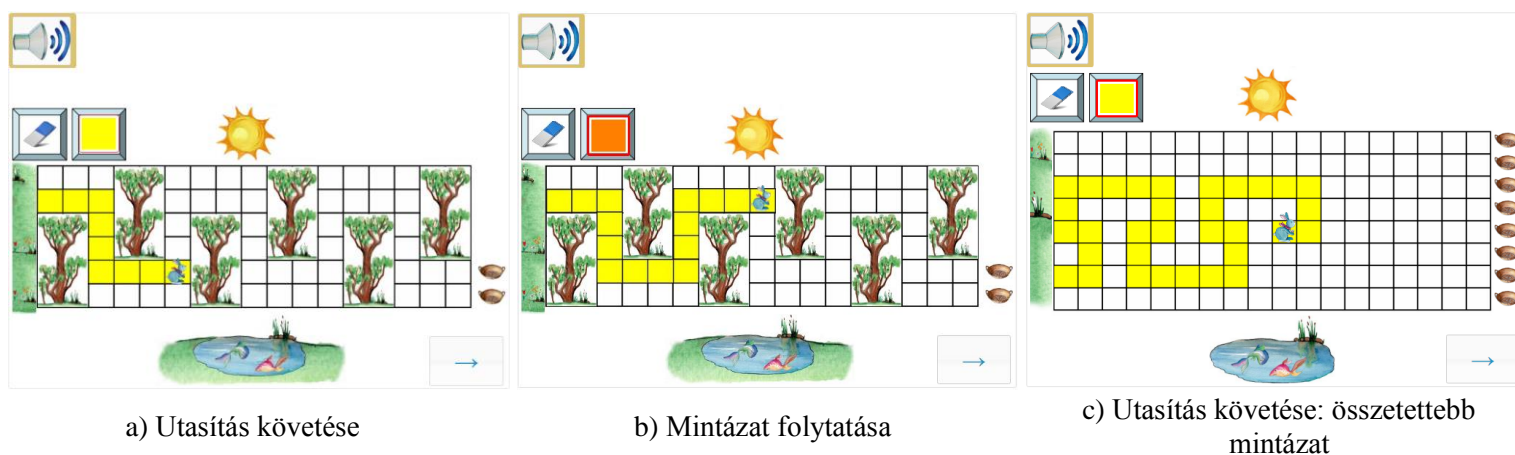 a) Utasítás követése
b) Mintázat folytatása
c) Utasítás követése: összetettebb
mintázat